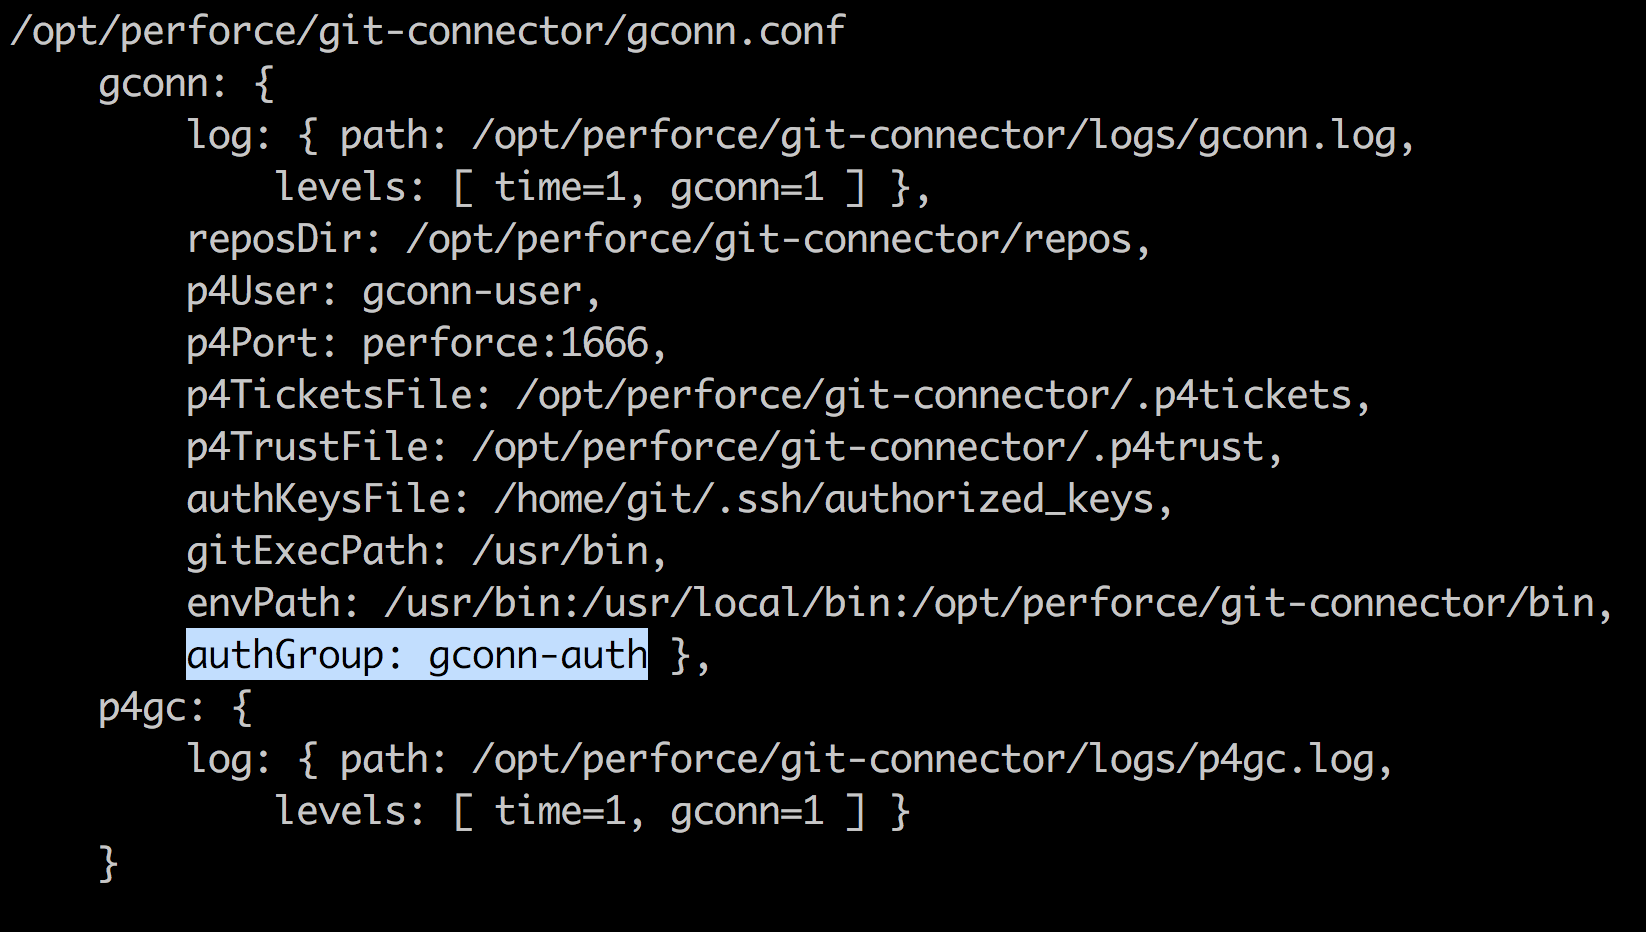 /opt/perforce/git-connector/gconn.conf
gconn: {
log: { path: /opt/perforce/git-connector/logs/gconn.log,
levels: [ time=1, gconn=1 ] },
reposDir: /opt/perforce/git-connector/repos,
p4User: gconn-user,
p4Port: perforce:1666,
p4TicketsFile: /opt/perforce/git-connector/.p4tickets,
p4TrustFile: /opt/perforce/git-connector/.p4trust,
authKeysFile: /home/git/.ssh/authorized_keys,
gitExecPath: /usr/bin,
envPath: /usr/bin:/usr/local/bin:/opt/perforce/git-connector/bin,
authGroup: gconn-auth },
p4gc: {
log: { path: /opt/perforce/git-connector/logs/p4gc.log,
levels: [ time=1, gconn=1 ] }
}